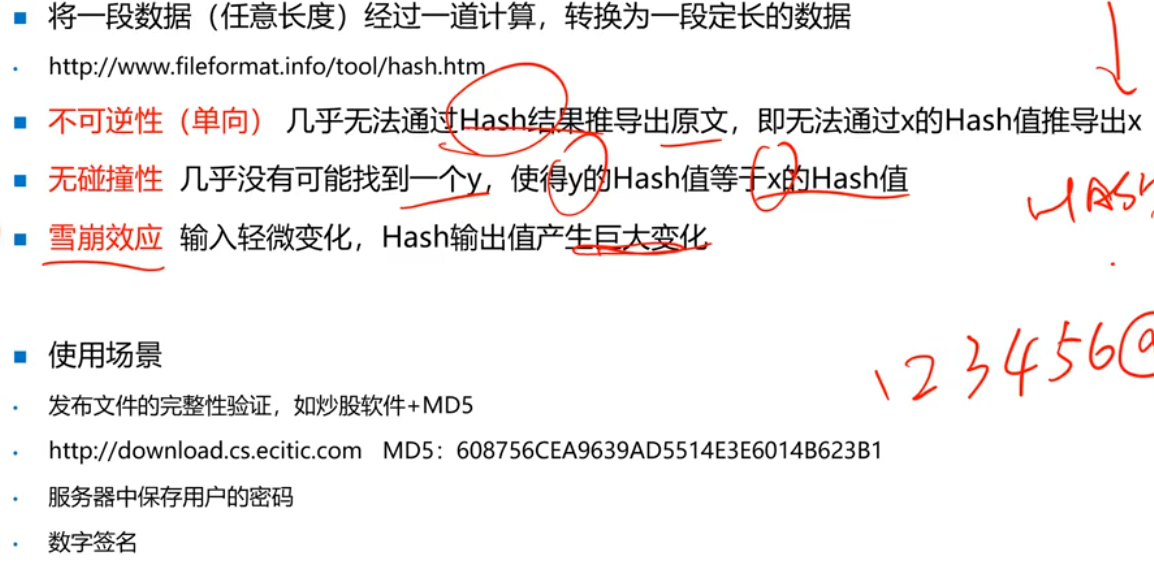 将一段数据（任意长度）经过一道计算，转换为一段定长的数据
http://www.fileformat.info/tool/hash.htm
不可逆性（单向） 几乎无法通过Hash结果推导出原文，即无法通过x的Hash值推导出x
无碰撞性 几乎没有可能找到一个y，使得y的Hash值等于x的Hash值
HASH
雪崩效应 输入轻微变化，Hash输出值产生巨大变化
123456@
使用场景
发布文件的完整性验证，如炒股软件+MD5
http://download.cs.ecitic.com MD5：608756CEA9639AD5514E3E6014B623B1
服务器中保存用户的密码
数字签名